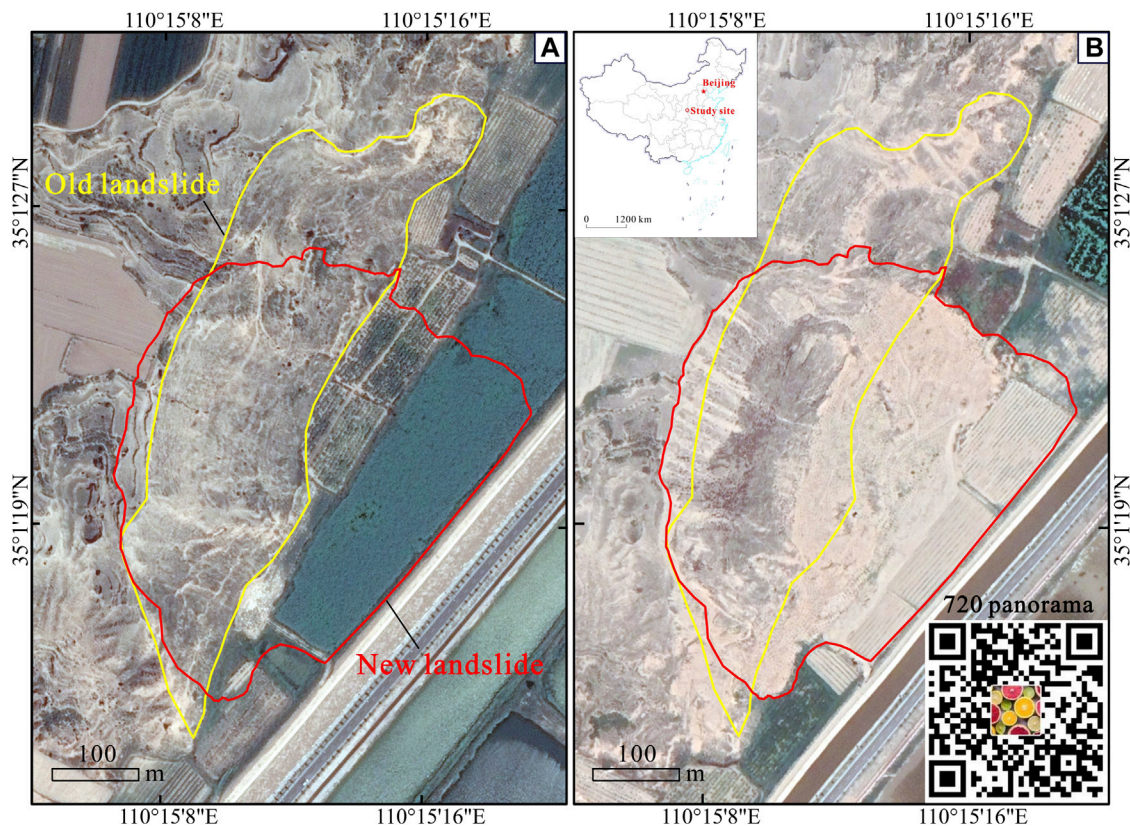 110°15'8"E
110°15'16"E
A
Old landslide
New landslide
100
m
35°1'27"N
35°1'19"N
110°15'8"E
110°15'16"E
110°15'8"E
110°15'16"E
B
Beijing
Study site
0
1200 km
720 panorama
100
m
35°1'27"N
35°1'19"N
110°15'8"E
110°15'16"E